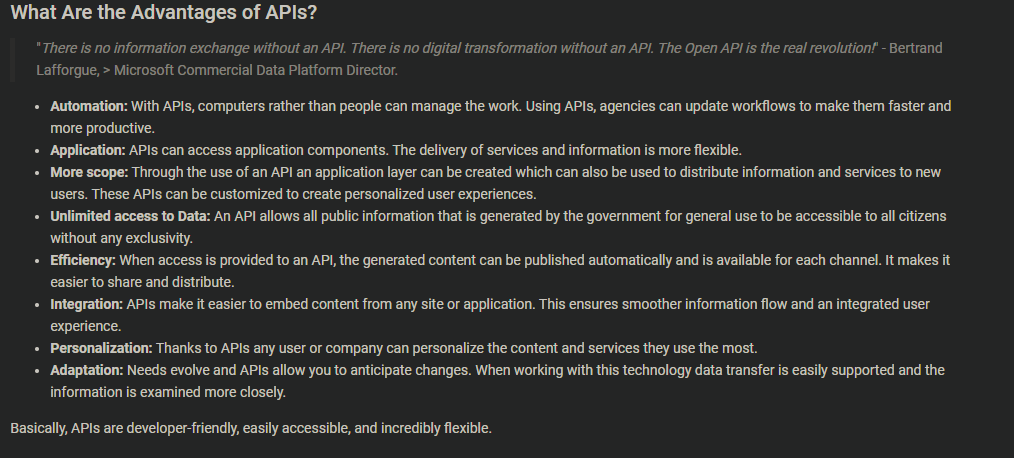 What Are the Advantages of APIs?
"There is no information exchange without an API. There is no digital transformation without an API. The Open API is the real revolution!" - Bertrand
Lafforgue, > Microsoft Commercial Data Platform Director.
• Automation: With APIs, computers rather than people can manage the work. Using APIs, agencies can update workflows to make them faster and
more productive.
• Application: APIs can access application components. The delivery of services and information is more flexible.
• More scope: Through the use of an API an application layer can be created which can also be used to distribute information and services to new
users. These APIs can be customized to create personalized user experiences.
• Unlimited access to Data: An API allows all public information that is generated by the government for general use to be accessible to all citizens
without any exclusivity.
• Efficiency: When access is provided to an API, the generated content can be published automatically and is available for each channel. It makes it
easier to share and distribute.
• Integration: APIs make it easier to embed content from any site or application. This ensures smoother information flow and an integrated user
experience.
• Personalization: Thanks to APIs any user or company can personalize the content and services they use the most.
• Adaptation: Needs evolve and APIs allow you to anticipate changes. When working with this technology data transfer is easily supported and the
information is examined more closely.
Basically, APIs are developer-friendly, easily accessible, and incredibly flexible.